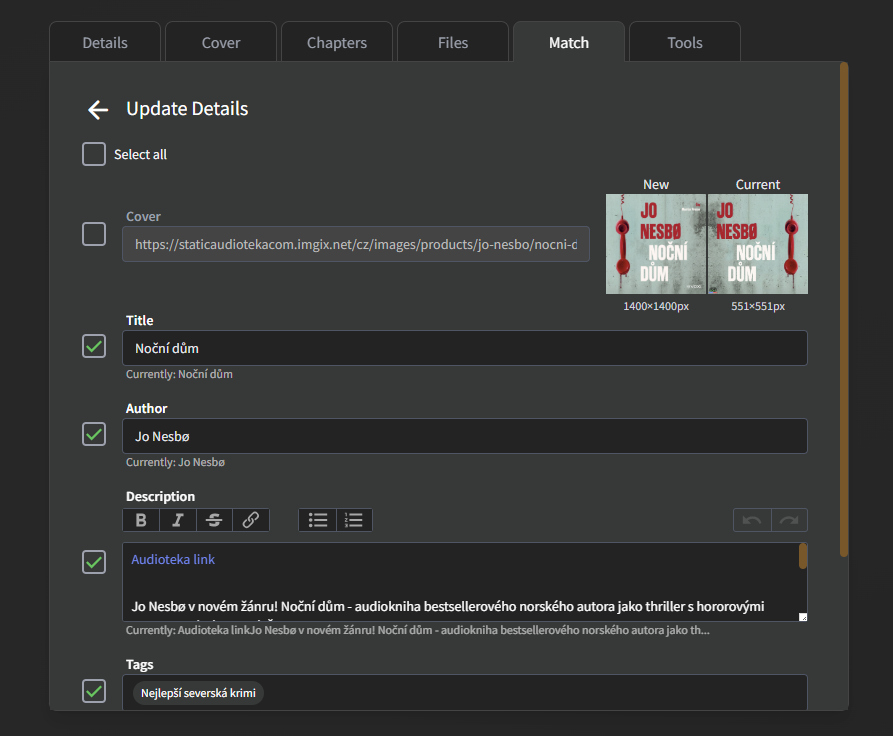 Details
Cover
Chapters
Files
Match
Tools
Update Details
Select all
New
Current
Cover
https://staticaudiotekacom.imgix.net/cz/images/products/jo-nesbo/nocni-d
JO
NESBØ
NOČNÍ
DŮM
JO
NESBØ
NOČNÍ
DŮM
1400×1400px
551×551px
Title
Noční dům
Currently: Noční dům
Author
Jo Nesbø
Currently: Jo Nesbø
Description
B I S
Audioteka link
Jo Nesbø v novém žánru! Noční dům - audiokniha bestsellerového norského autora jako thriller s hororovými
Currently: Audioteka linkJo Nesbø v novém žánru! Noční dům - audiokniha bestsellerového norského autora jako th...
Tags
Nejlepší severská krimi